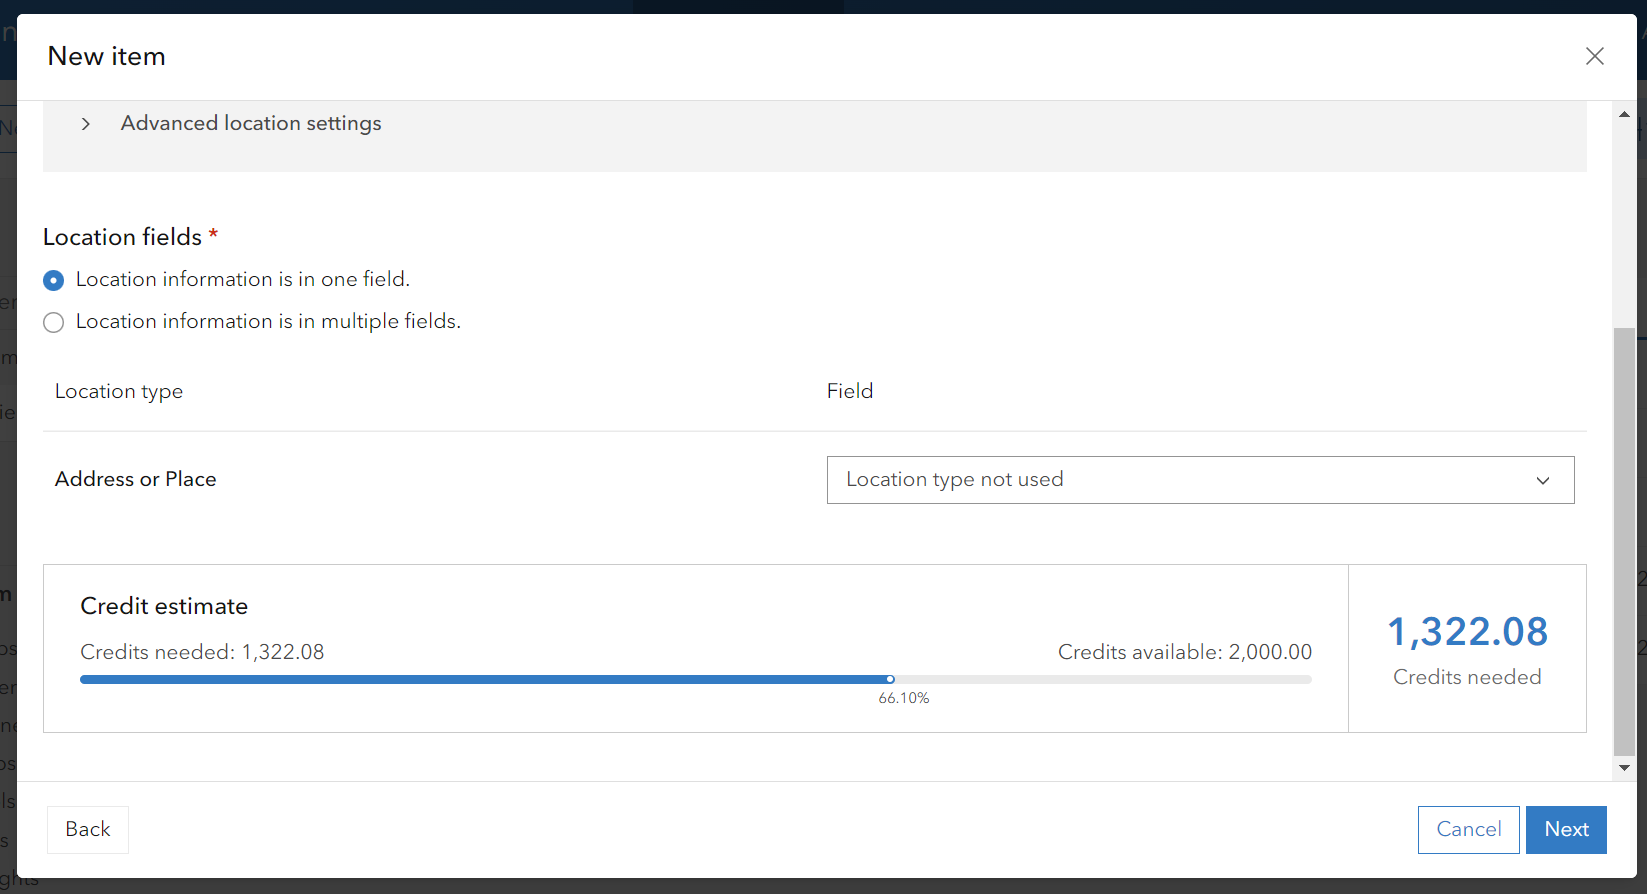 New item
Advanced location settings
Location fields *
Location information is in one field.
Location information is in multiple fields.
Location type Field
Address or Place Location type not used
Credit estimate
Credits needed: 1,322.08 Credits available: 2,000.00
66.10%
1,322.08
Credits needed
Back Cancel Next